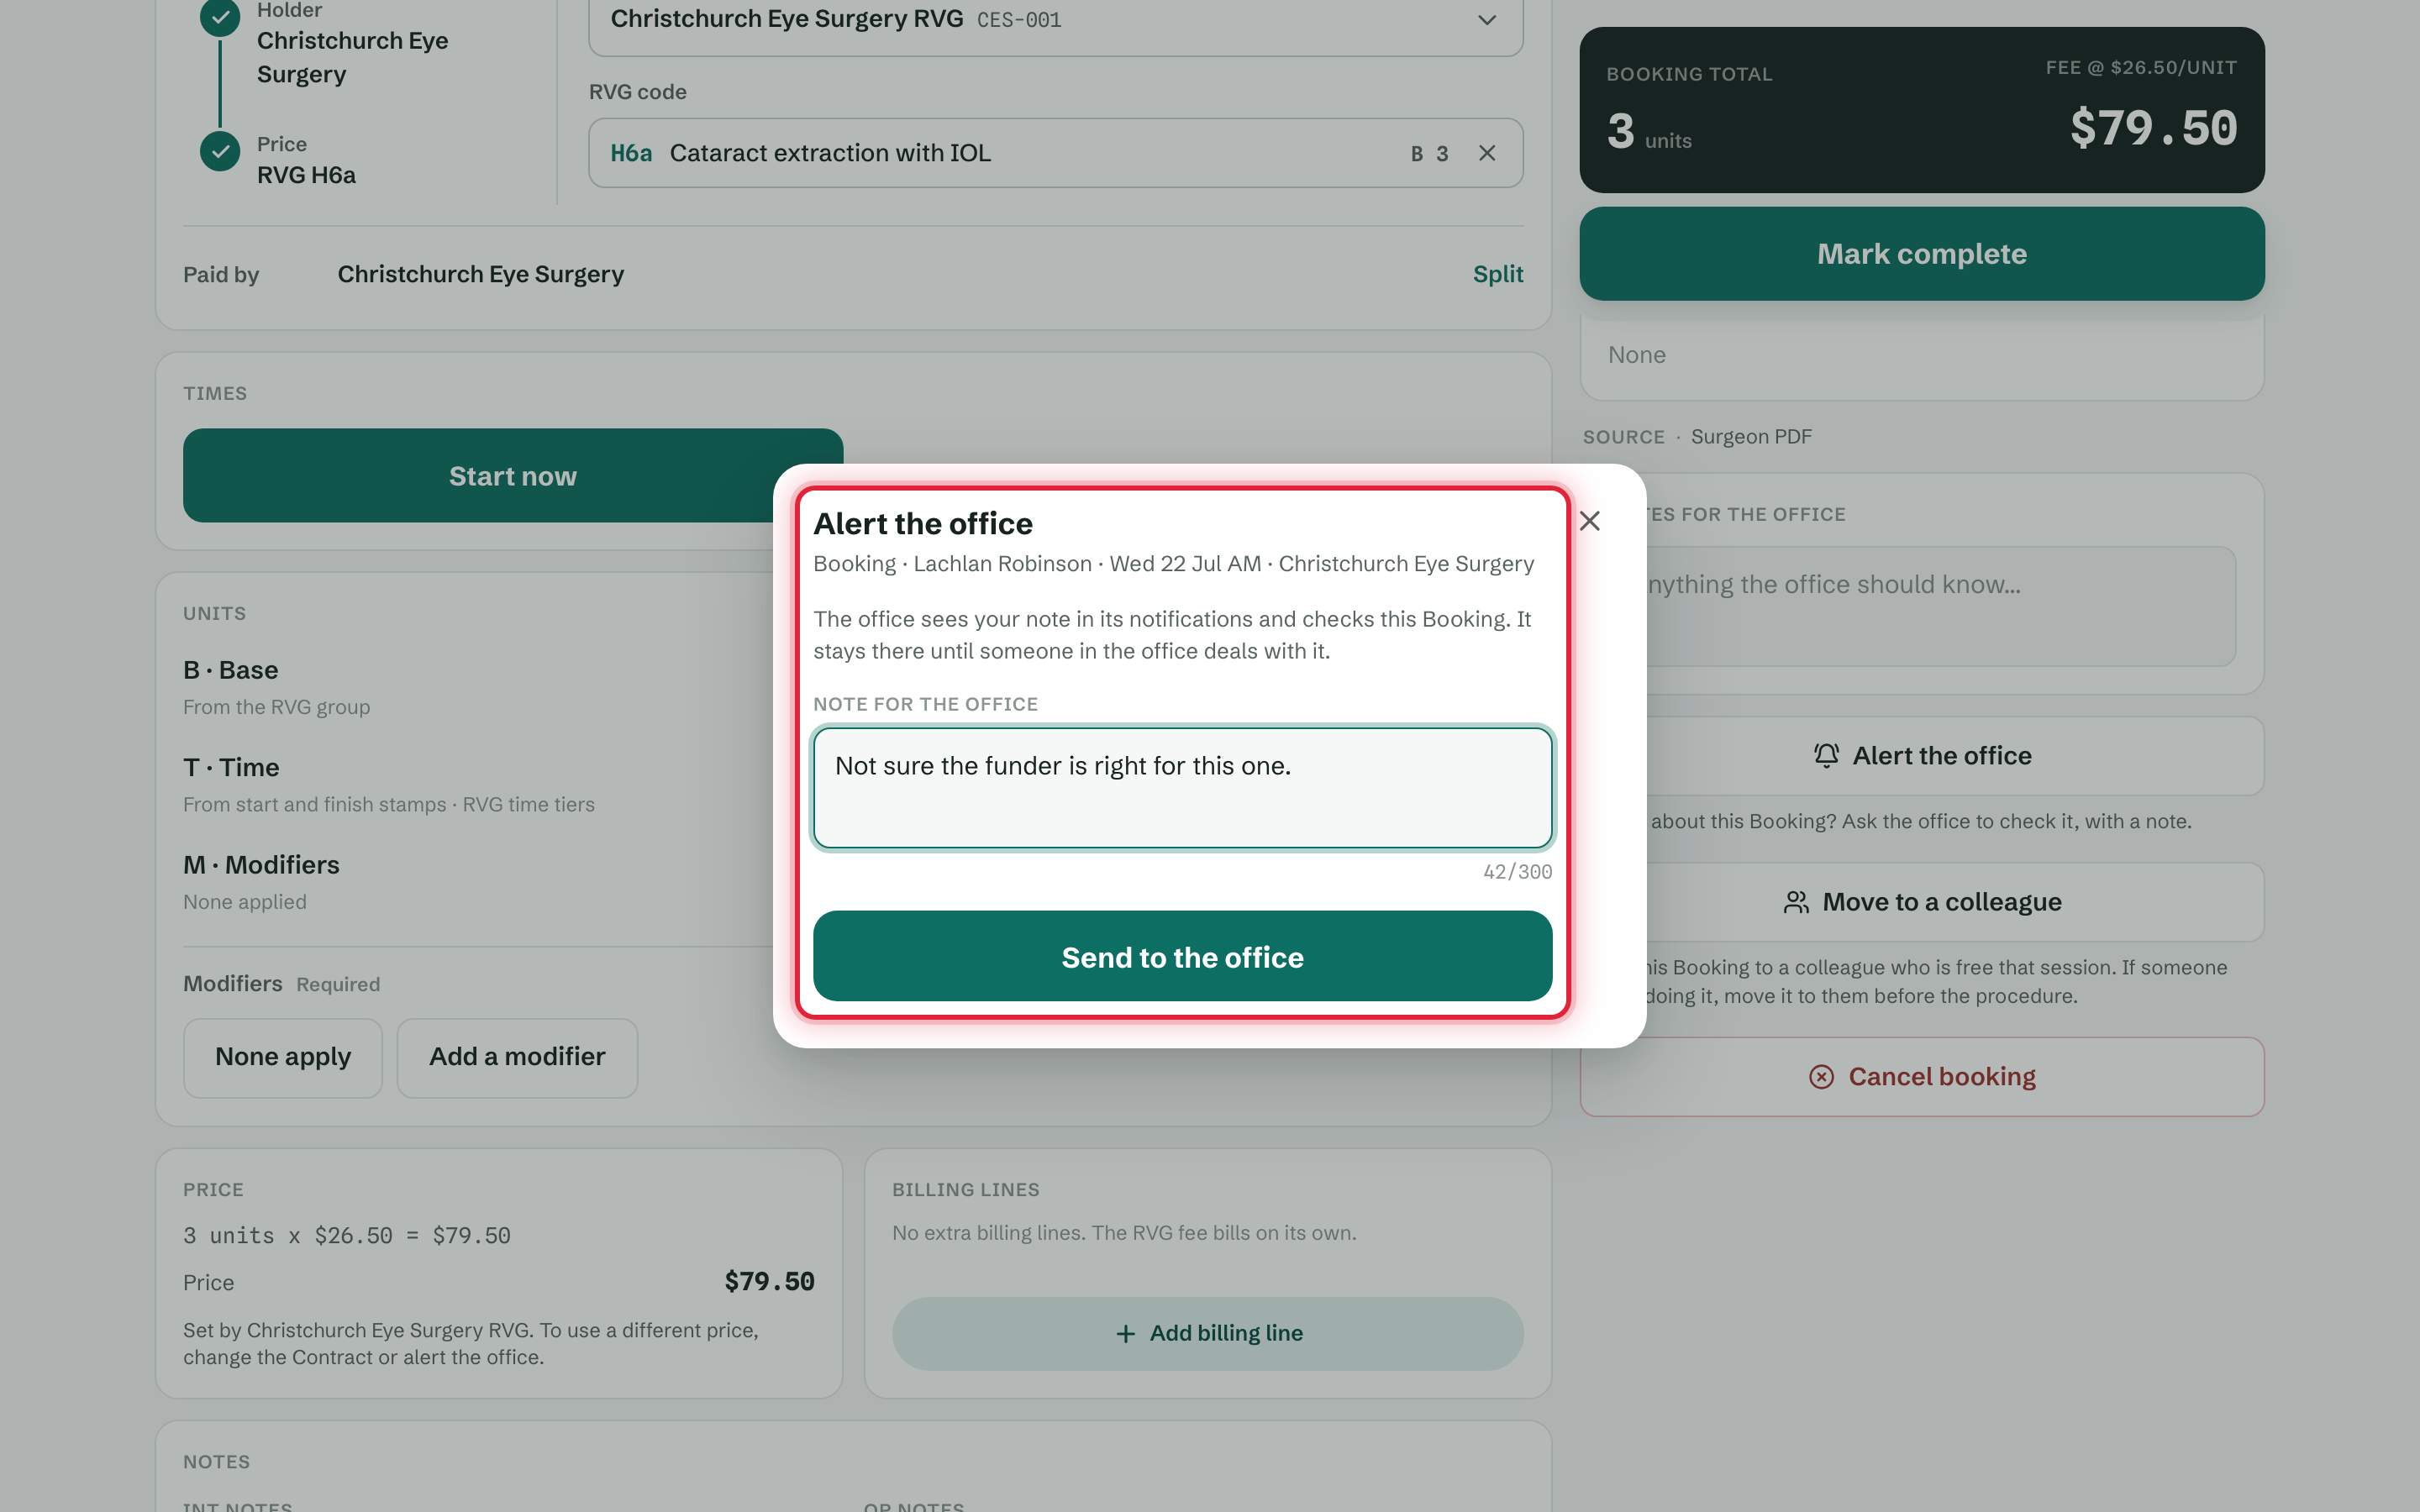 Holder
Christchurch Eye
Surgery
Price
RVG H6a
Christchurch Eye Surgery RVG CES-001
RVG code
H6a Cataract extraction with IOL B 3
Paid by Christchurch Eye Surgery Split
TIMES
Start now
UNITS
B · Base
From the RVG group
T · Time
From start and finish stamps · RVG time tiers
M · Modifiers
None applied
Modifiers Required
None apply
Add a modifier
PRICE
3 units x $26.50 = $79.50
Price $79.50
Set by Christchurch Eye Surgery RVG. To use a different price,
change the Contract or alert the office.
BILLING LINES
No extra billing lines. The RVG fee bills on its own.
Add billing line
NOTES
INT NOTES
OP NOTES
Alert the office
Booking · Lachlan Robinson · Wed 22 Jul AM · Christchurch Eye Surgery
The office sees your note in its notifications and checks this Booking. It
stays there until someone in the office deals with it.
NOTE FOR THE OFFICE
Not sure the funder is right for this one.
42/300
Send to the office
BOOKING TOTAL
FEE @ $26.50/UNIT
3 units
$79.50
Mark complete
None
SOURCE · Surgeon PDF
FOR THE OFFICE
the office should know...
Alert the office
about this Booking? Ask the office to check it, with a note.
Move to a colleague
Booking to a colleague who is free that session. If someone
doing it, move it to them before the procedure.
Cancel booking